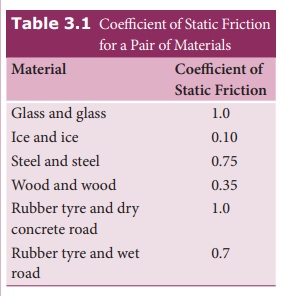 Table 3.1 Coefficient of Static Friction
for a Pair of Materials
Material Coefficient of
Static Friction
Glass and glass 1.0
Ice and ice 0.10
Steel and steel 0.75
Wood and wood 0.35
Rubber tyre and dry 1.0
concrete road
Rubber tyre and wet 0.7
road